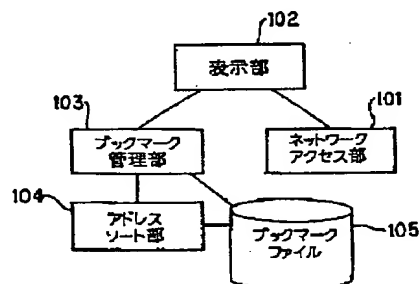 102
表示部
103
101
ブックマーク
管理部
ネットワーク
アクセス部
104
アドレス
ソート部
105
ブックマーク
ファイル